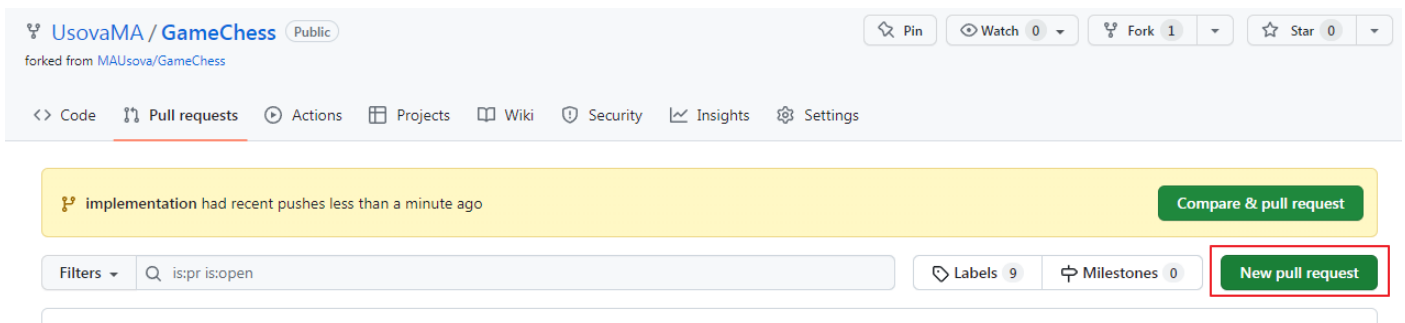 UsovaMA / GameChess Public
Pin Watch 0 Fork 1 Star 0
forked from MAUsova/GameChess
<> Code Pull requests Actions Projects Wiki Security Insights Settings
implementation had recent pushes less than a minute ago Compare & pull request
Filters is:pr is:open Labels 9 Milestones 0 New pull request